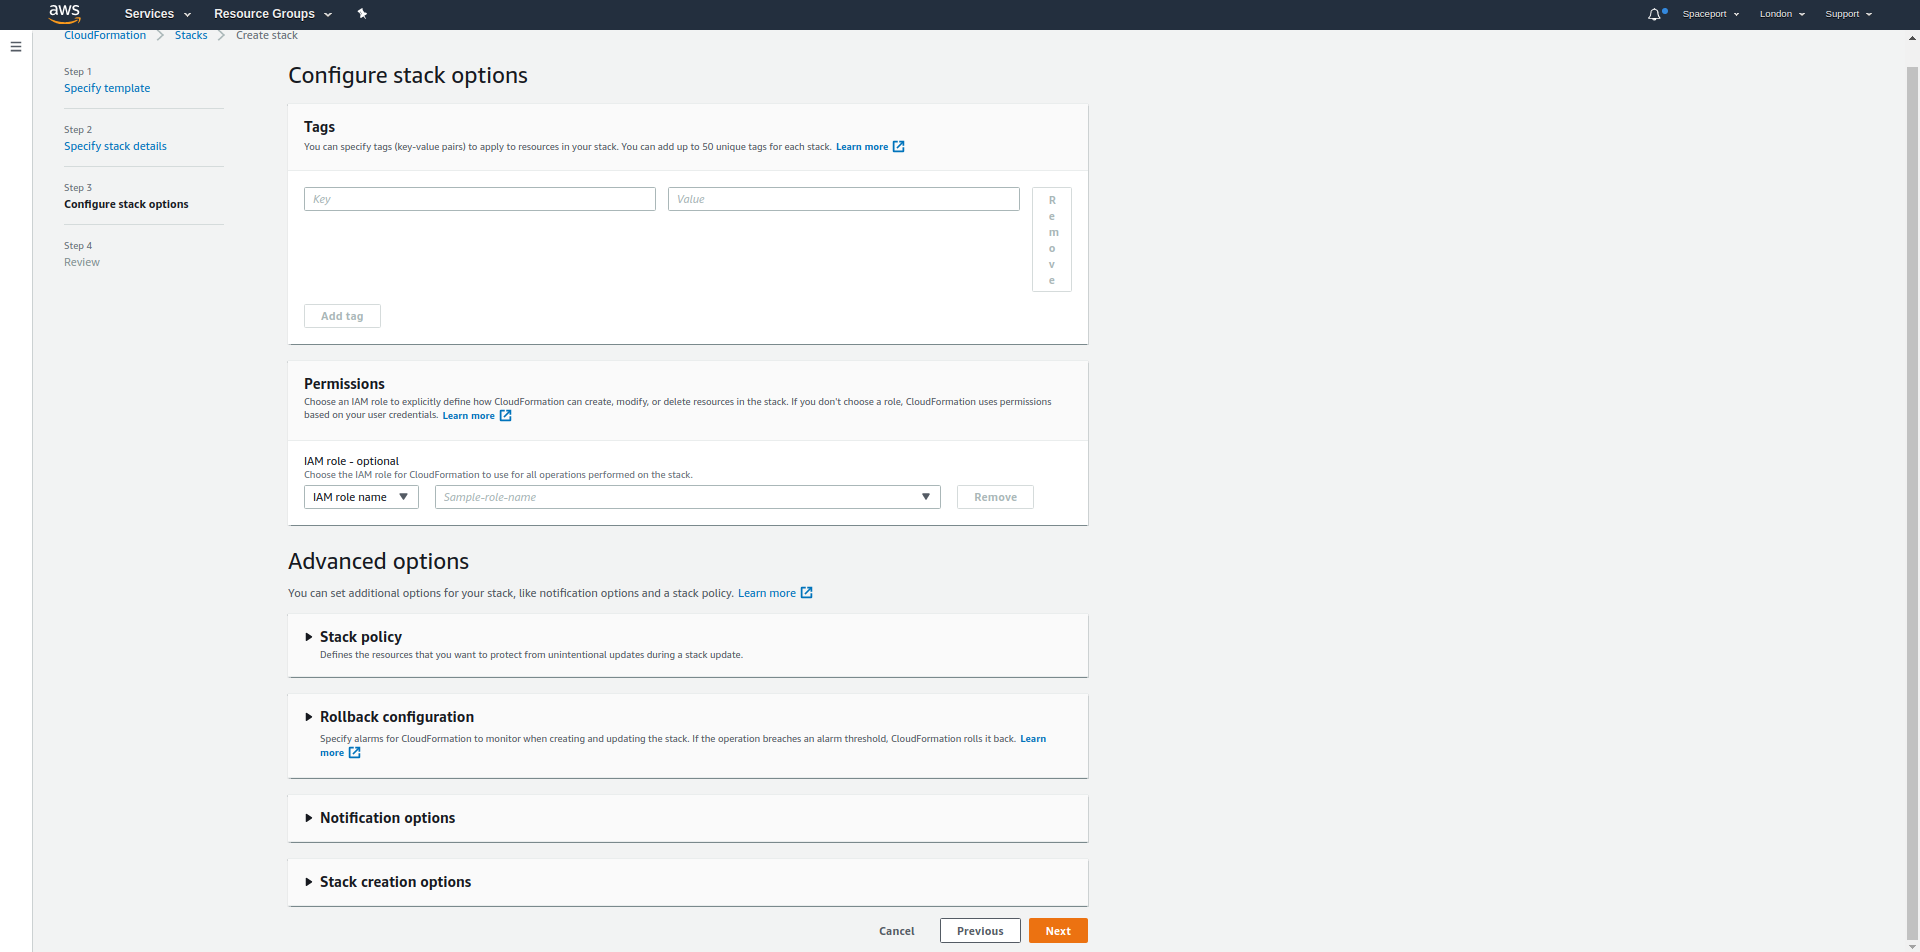 aws
Services
Resource Groups
Spaceport
London
Support
CloudFormation
Stacks
Create stack
Step 1
Specify template
Step 2
Specify stack details
Step 3
Configure stack options
Step 4
Review
Configure stack options
Tags
You can specify tags (key-value pairs) to apply to resources in your stack. You can add up to 50 unique tags for each stack. Learn more
Key
Value
R
e
m
o
v
e
Add tag
Permissions
Choose an IAM role to explicitly define how CloudFormation can create, modify, or delete resources in the stack. If you don't choose a role, CloudFormation uses permissions
based on your user credentials. Learn more
IAM role - optional
Choose the IAM role for CloudFormation to use for all operations performed on the stack.
IAM role name
Sample-role-name
Remove
Advanced options
You can set additional options for your stack, like notification options and a stack policy. Learn more
Stack policy
Defines the resources that you want to protect from unintentional updates during a stack update.
Rollback configuration
Specify alarms for CloudFormation to monitor when creating and updating the stack. If the operation breaches an alarm threshold, CloudFormation rolls it back. Learn
more
Notification options
Stack creation options
Cancel
Previous
Next